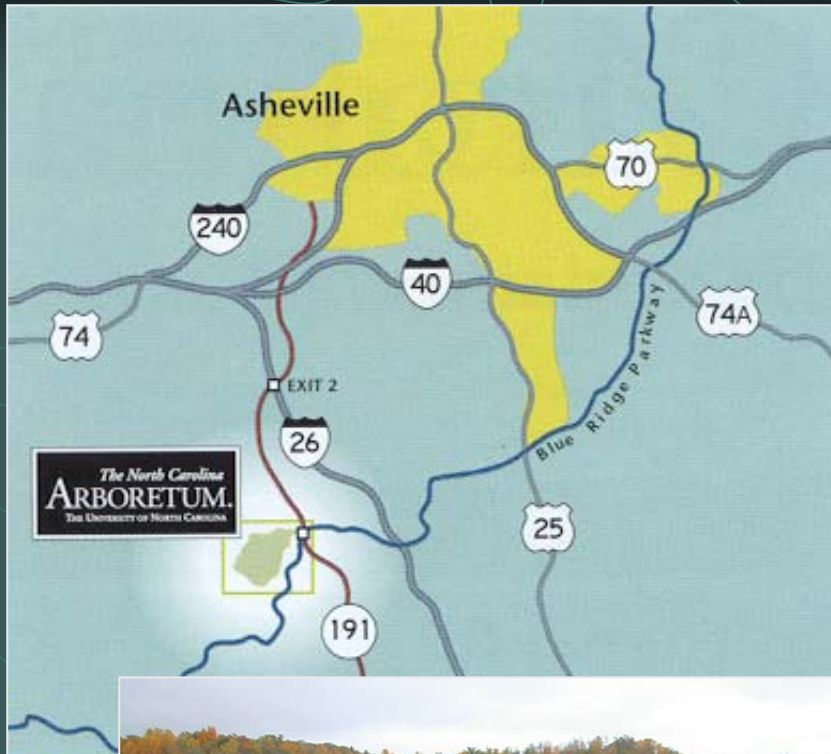 Asheville
70
240
40
74
74A
EXIT 2
Blue Ridge Parkway
26
The North Carolina
ARBORETUM.
THE UNIVERSITY OF NORTH CAROLINA
25
191